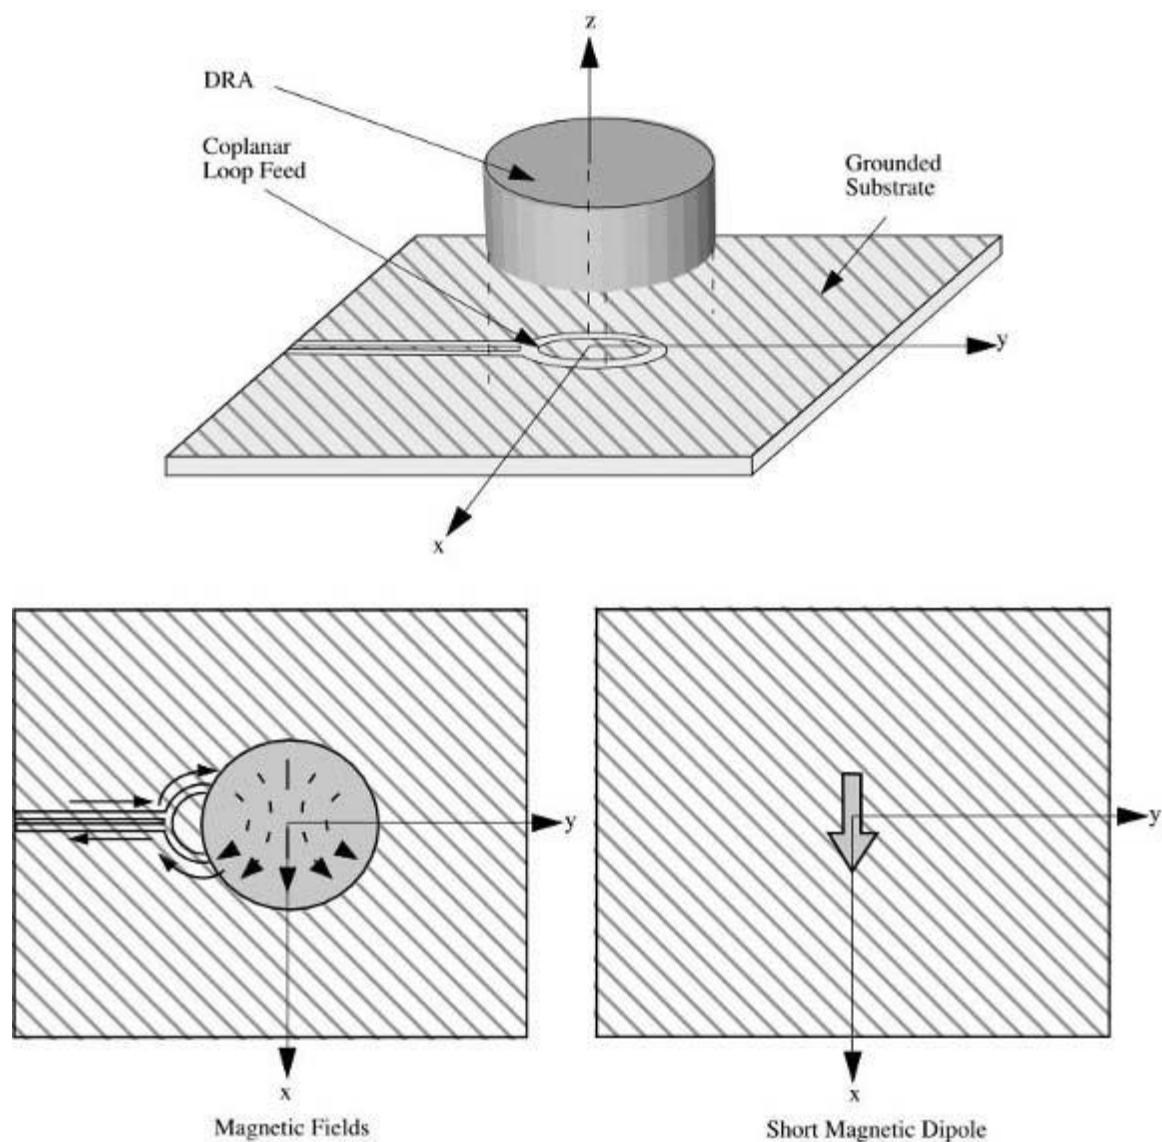 z
DRA
Coplanar
Loop Feed
Grounded
Substrate
y
x
y
y
x
x
Magnetic Fields
Short Magnetic Dipole